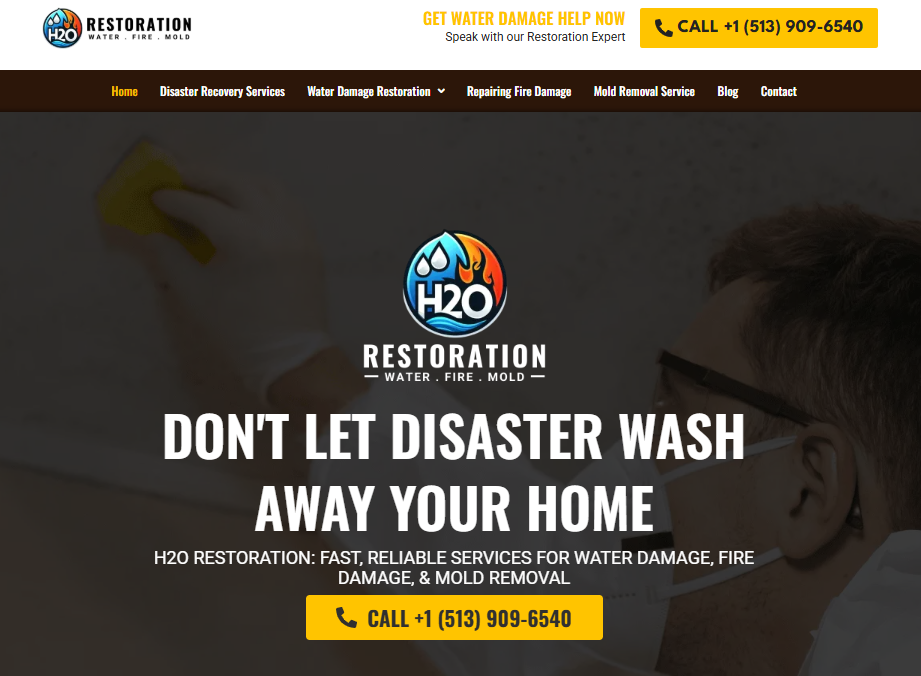 H2O
RESTORATION
WATER . FIRE . MOLD
GET WATER DAMAGE HELP NOW
Speak with our Restoration Expert
CALL +1 (513) 909-6540
Home Disaster Recovery Services Water Damage Restoration Repairing Fire Damage Mold Removal Service Blog Contact
H2O
RESTORATION
WATER . FIRE . MOLD
DON'T LET DISASTER WASH
AWAY YOUR HOME
H2O RESTORATION: FAST, RELIABLE SERVICES FOR WATER DAMAGE, FIRE
DAMAGE, & MOLD REMOVAL
CALL +1 (513) 909-6540